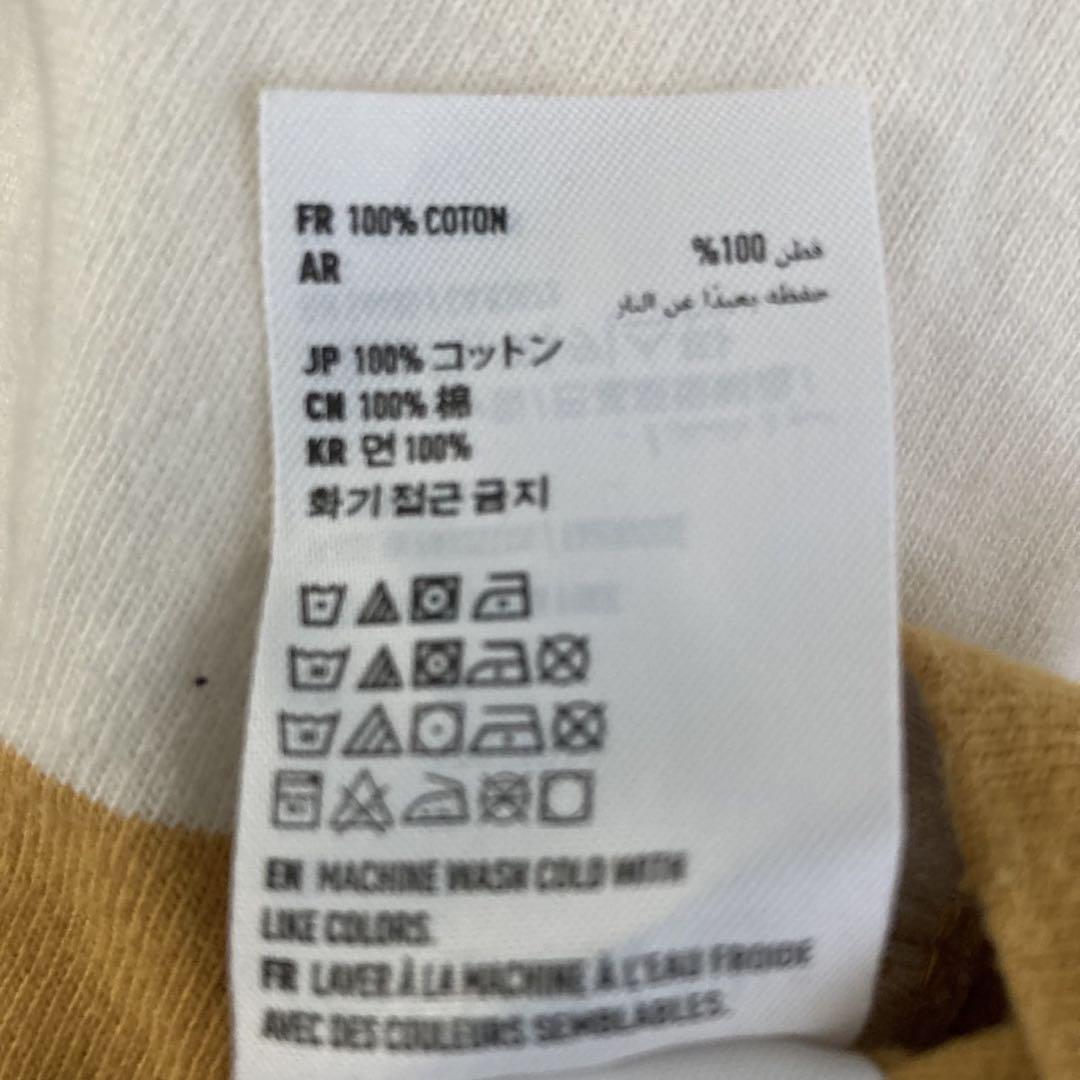 FR 100% COTON
AR
%100 قطن
حفظه بعيدًا عن النار
JP 100% コットン
CN 100% 棉
KR 면 100%
화기 접근 금지
EN MACHINE WASH COLD WITH
LIKE COLORS.
FR LAVER À LA MACHINE À L'EAU FROIDE
AVEC DES COULEURS SEMBLABLES.